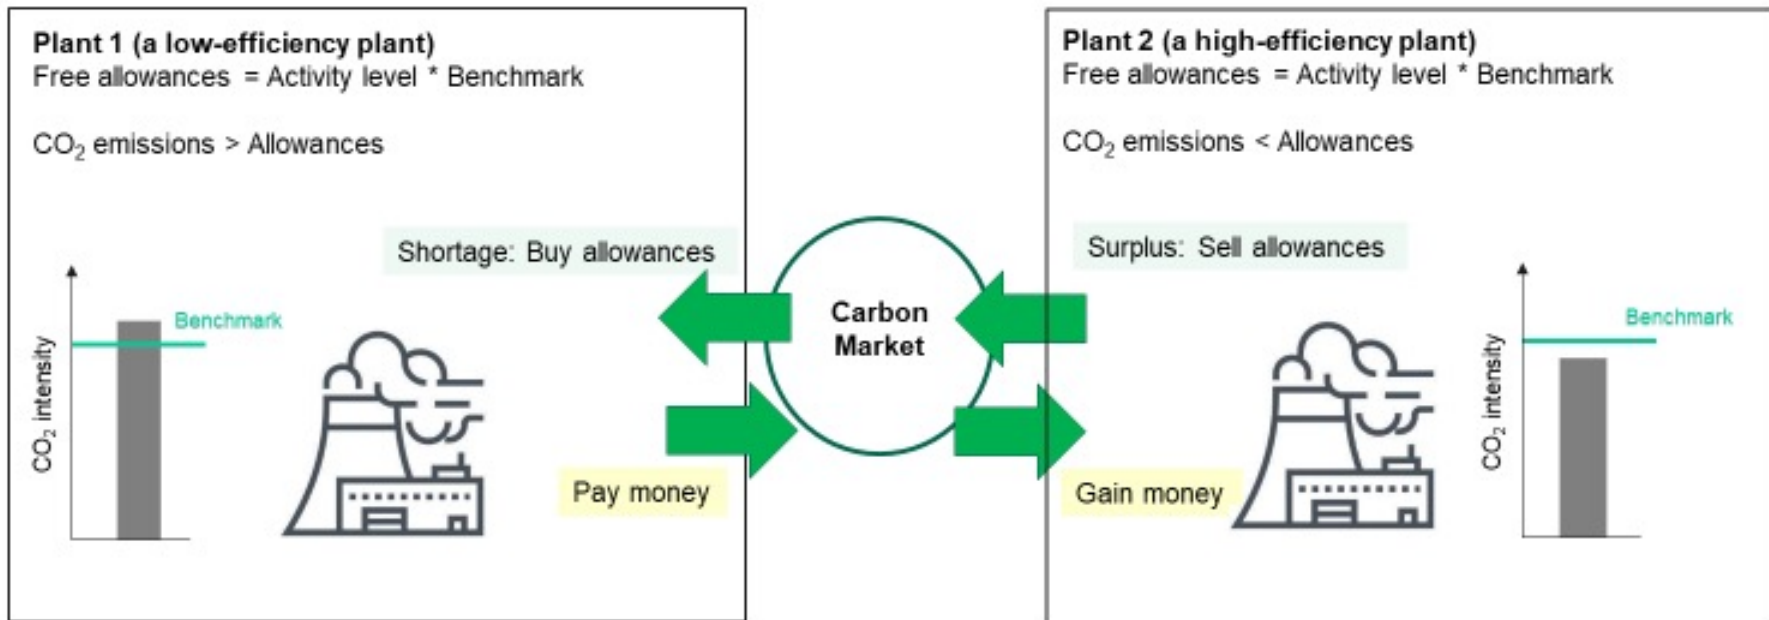 Plant 1 (a low-efficiency plant)
Free allowances = Activity level * Benchmark
CO₂ emissions > Allowances
Shortage: Buy allowances
Benchmark
CO₂ intensity
Pay money
Carbon
Market
Plant 2 (a high-efficiency plant)
Free allowances = Activity level * Benchmark
CO₂ emissions < Allowances
Surplus: Sell allowances
Gain money
Benchmark
CO₂ intensity